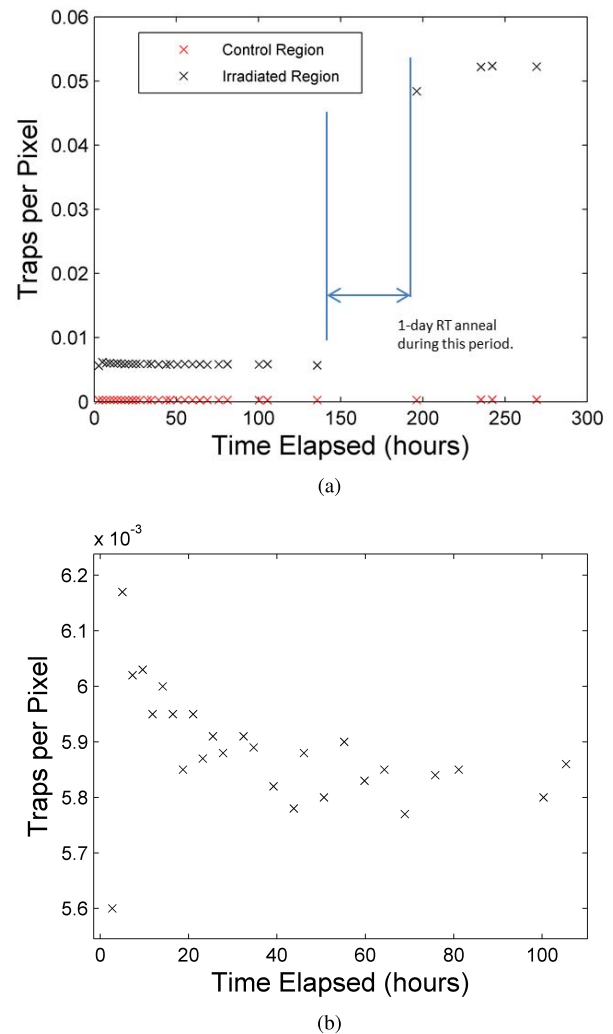 0.06
0.05
0.04
0.03
0.02
0.01
0
Traps per Pixel
Control Region
Irradiated Region
1-day RT anneal
during this period.
0 50 100 150 200 250 300
Time Elapsed (hours)
(a)
x 10-3
6.2
6.1
6
5.9
5.8
5.7
5.6
Traps per Pixel
0 20 40 60 80 100
Time Elapsed (hours)
(b)